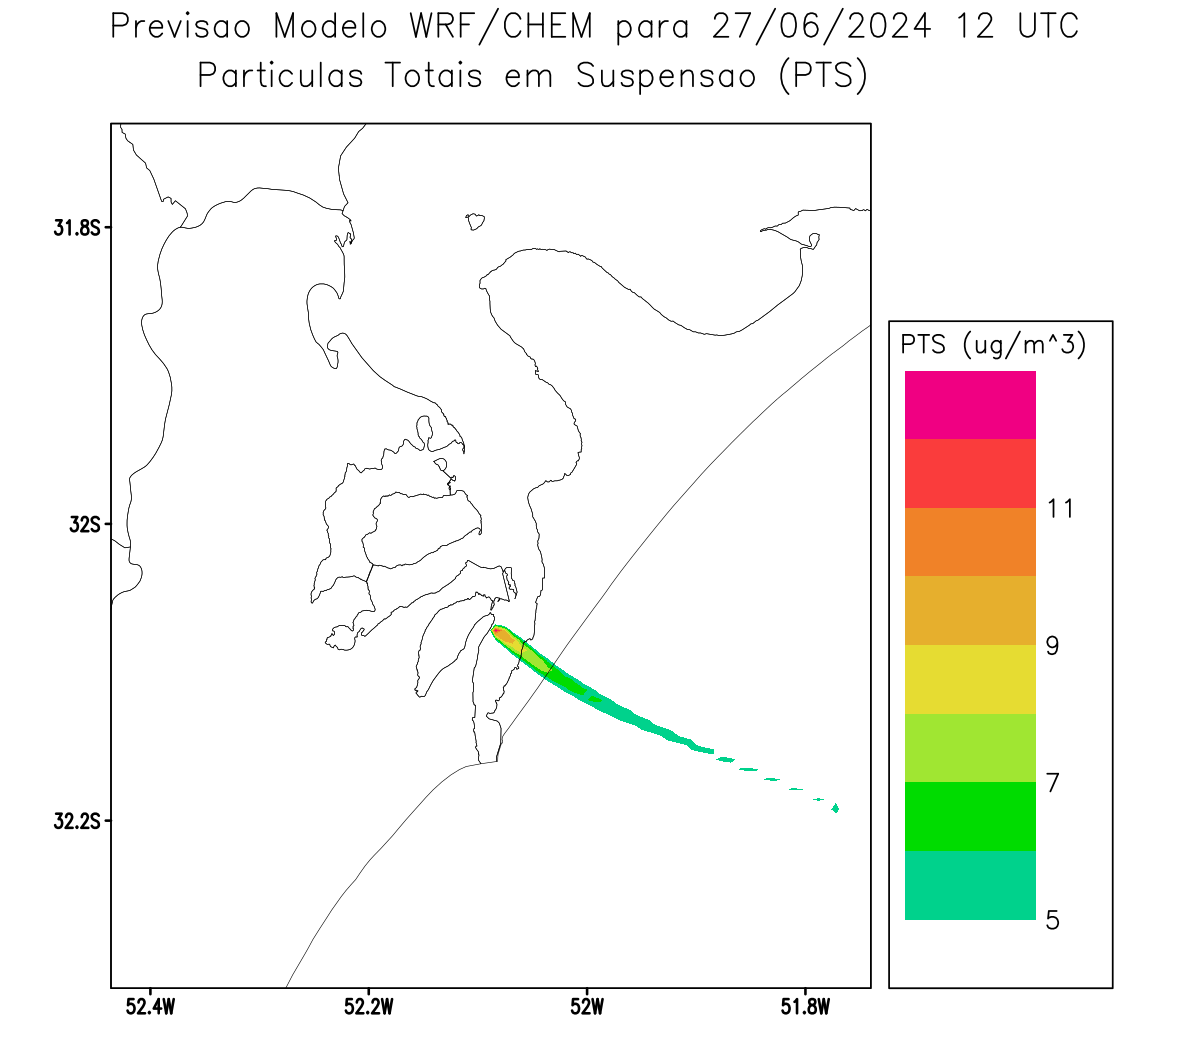 Previsao Modelo WRF/CHEM para 27/06/2024 12 UTC
Particulas Totais em Suspensao (PTS)
31.8S
32S
32.2S
52.4W
52.2W
52W
51.8W
PTS (ug/m^3)
11
9
7
5